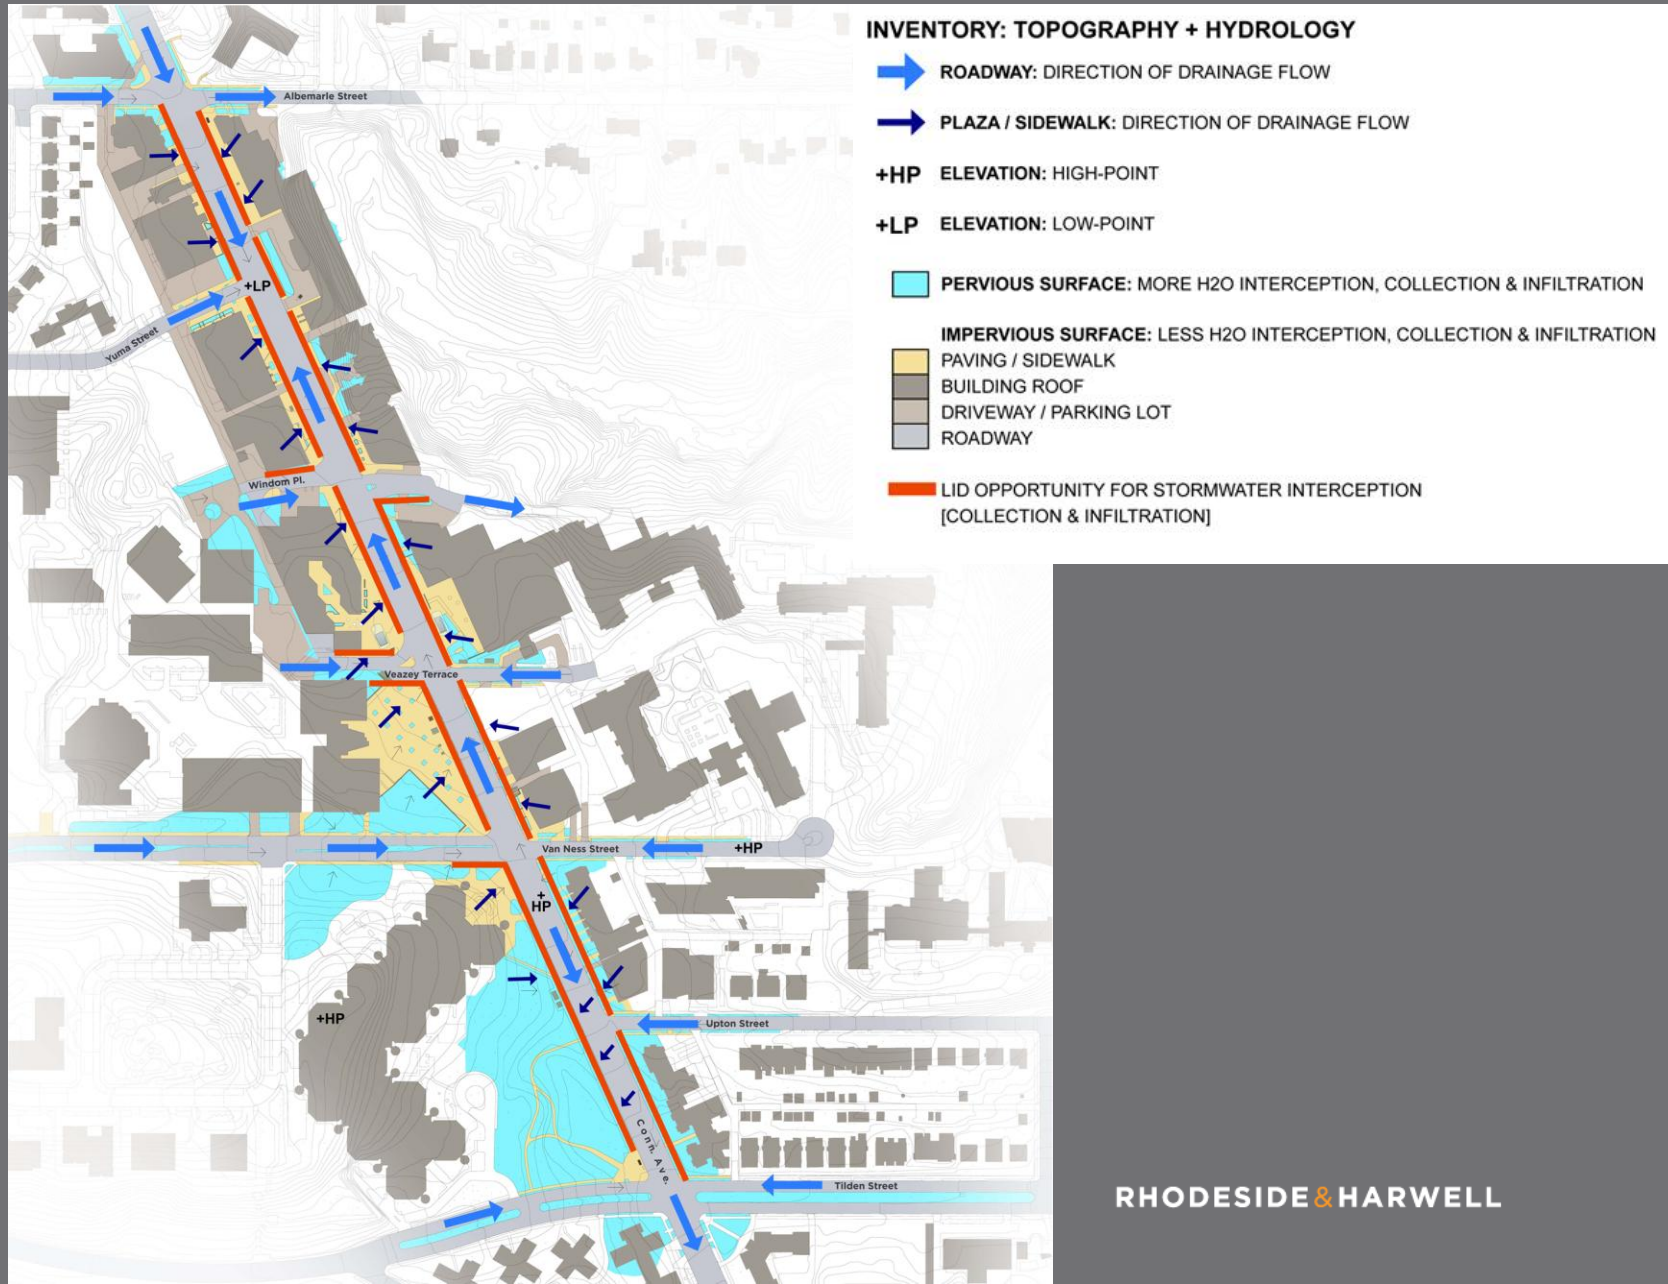 INVENTORY: TOPOGRAPHY + HYDROLOGY
ROADWAY: DIRECTION OF DRAINAGE FLOW
PLAZA / SIDEWALK: DIRECTION OF DRAINAGE FLOW
+HP ELEVATION: HIGH-POINT
+LP ELEVATION: LOW-POINT
PERVIOUS SURFACE: MORE H2O INTERCEPTION, COLLECTION & INFILTRATION
IMPERVIOUS SURFACE: LESS H2O INTERCEPTION, COLLECTION & INFILTRATION
PAVING / SIDEWALK
BUILDING ROOF
DRIVEWAY / PARKING LOT
ROADWAY
LID OPPORTUNITY FOR STORMWATER INTERCEPTION
[COLLECTION & INFILTRATION]
Albemarle Street
+LP
Yuma Street
Windom Pl.
Veazey Terrace
Van Ness Street
+HP
+
HP
+HP
Upton Street
Conn. Ave.
Tilden Street
RHODESIDE&HARWELL